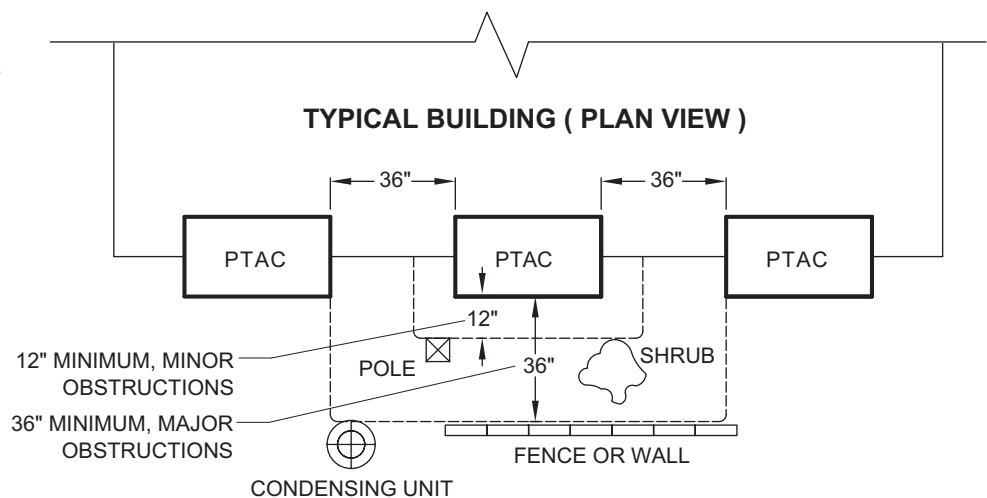 TYPICAL BUILDING ( PLAN VIEW )
36"
36"
PTAC
PTAC
PTAC
12"
12" MINIMUM, MINOR
OBSTRUCTIONS
POLE
36"
SHRUB
36" MINIMUM, MAJOR
OBSTRUCTIONS
FENCE OR WALL
CONDENSING UNIT